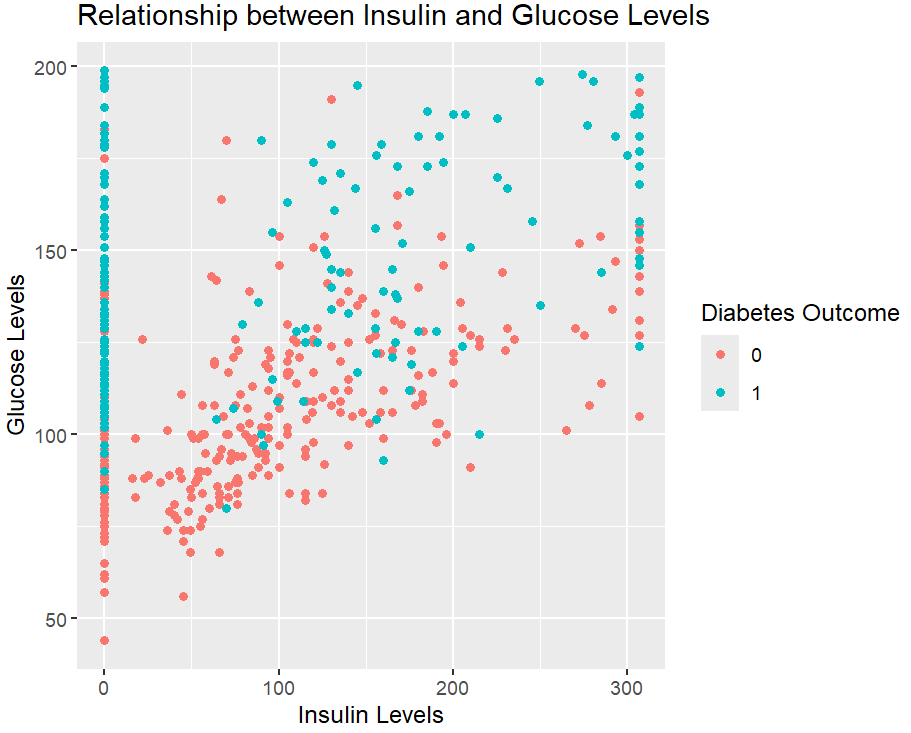 Relationship between Insulin and Glucose Levels
200
150
100
50
Glucose Levels
0
100
200
300
Insulin Levels
Diabetes Outcome
0
1